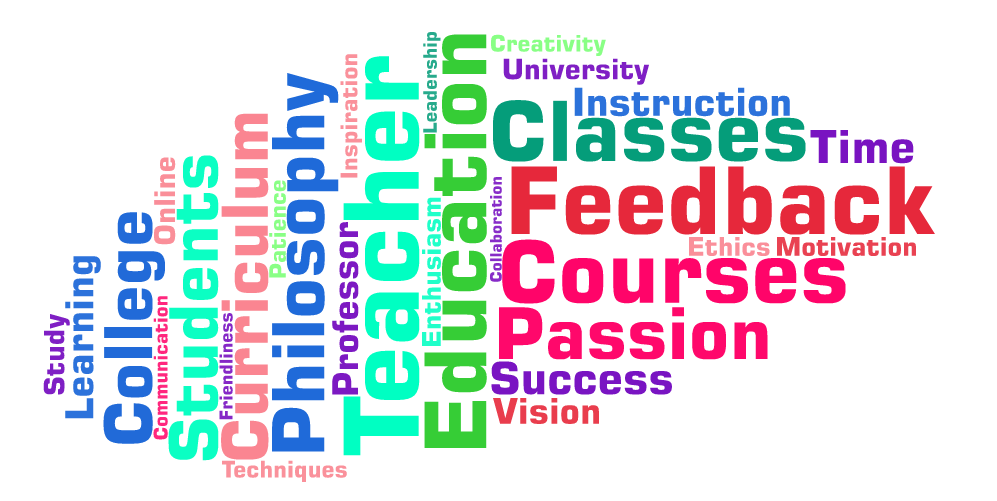 Study
Learning
College
Communication
Online
Students
Friendliness
Curriculum
Techniques
Patience
Philosophy
Professor
Inspiration
Teacher
Enthusiasm
Leadership
Education
Creativity
University
Instruction
Classes
Time
Collaboration
Feedback
Ethics
Motivation
Courses
Passion
Success
Vision